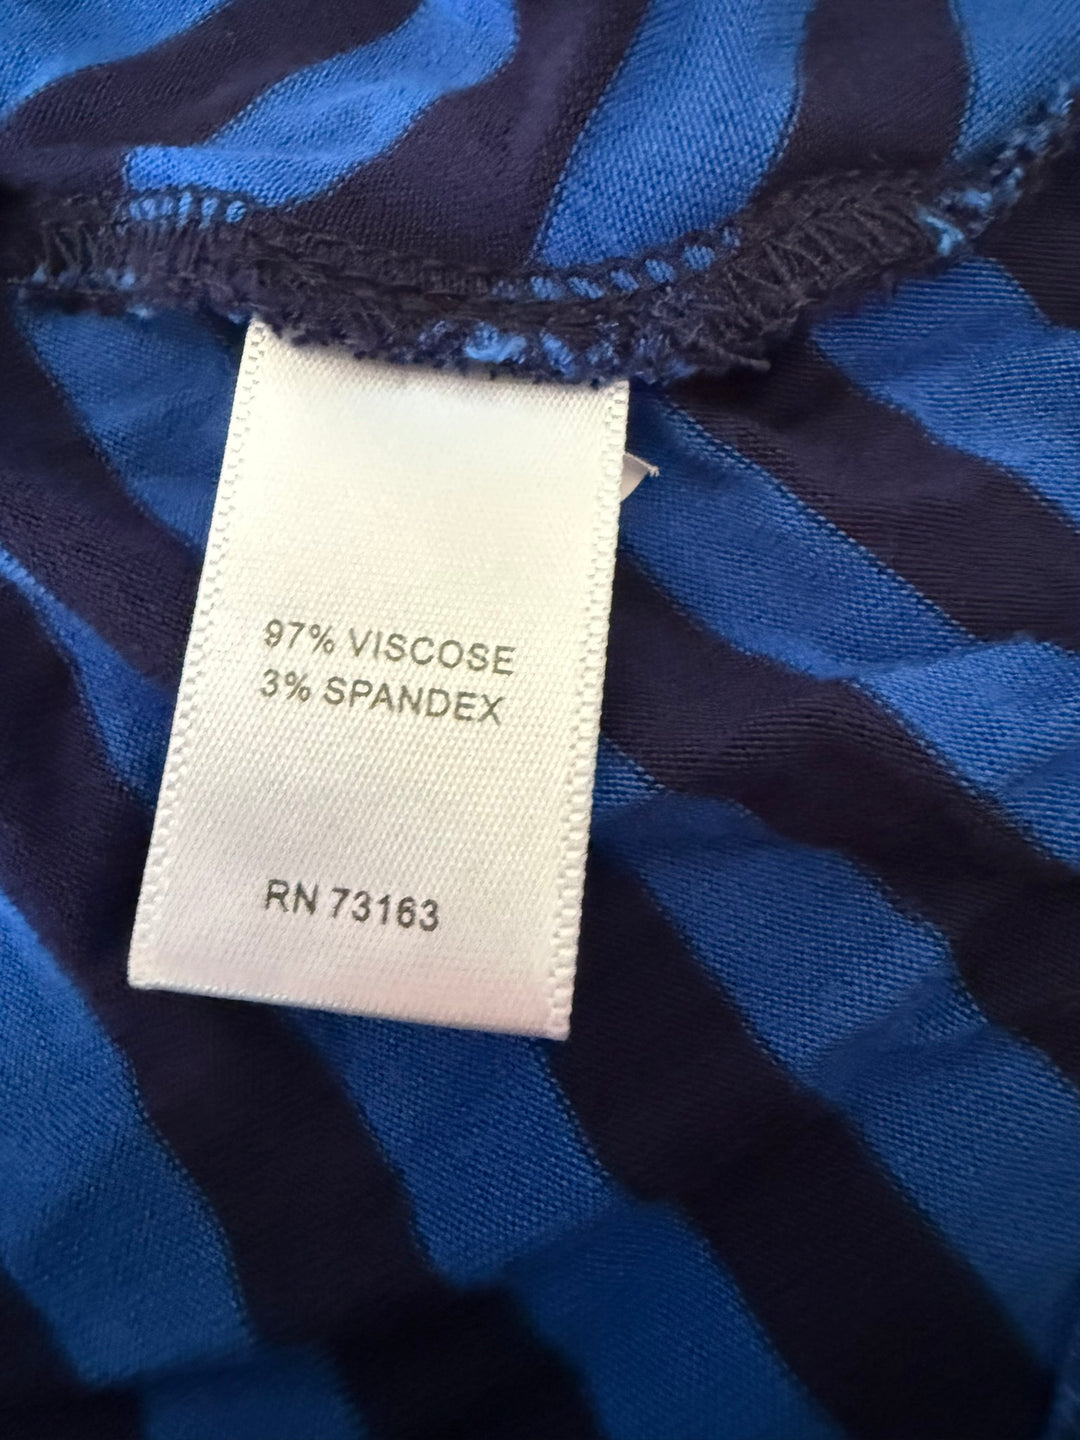 97% VISCOSE
3% SPANDEX
RN 73163